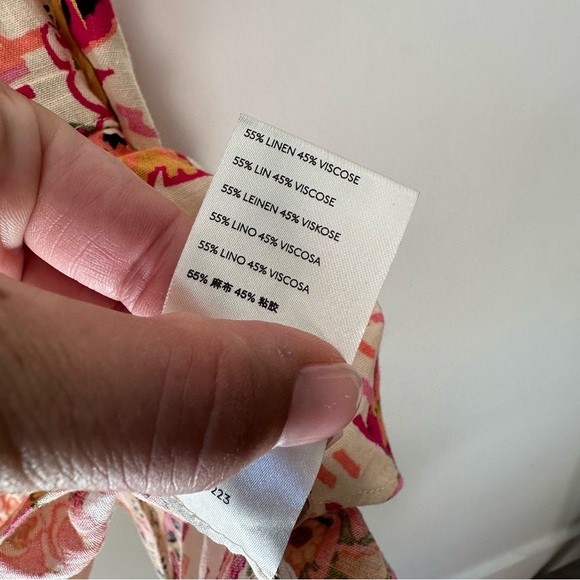 55% LINEN 45% VISCOSE
55% LIN 45% VISCOSE
55% LEINEN 45% VISKOSE
55% LINO 45% VISCOSA
55% LINO 45% VISCOSA
55% 麻布 45% 粘胶
223